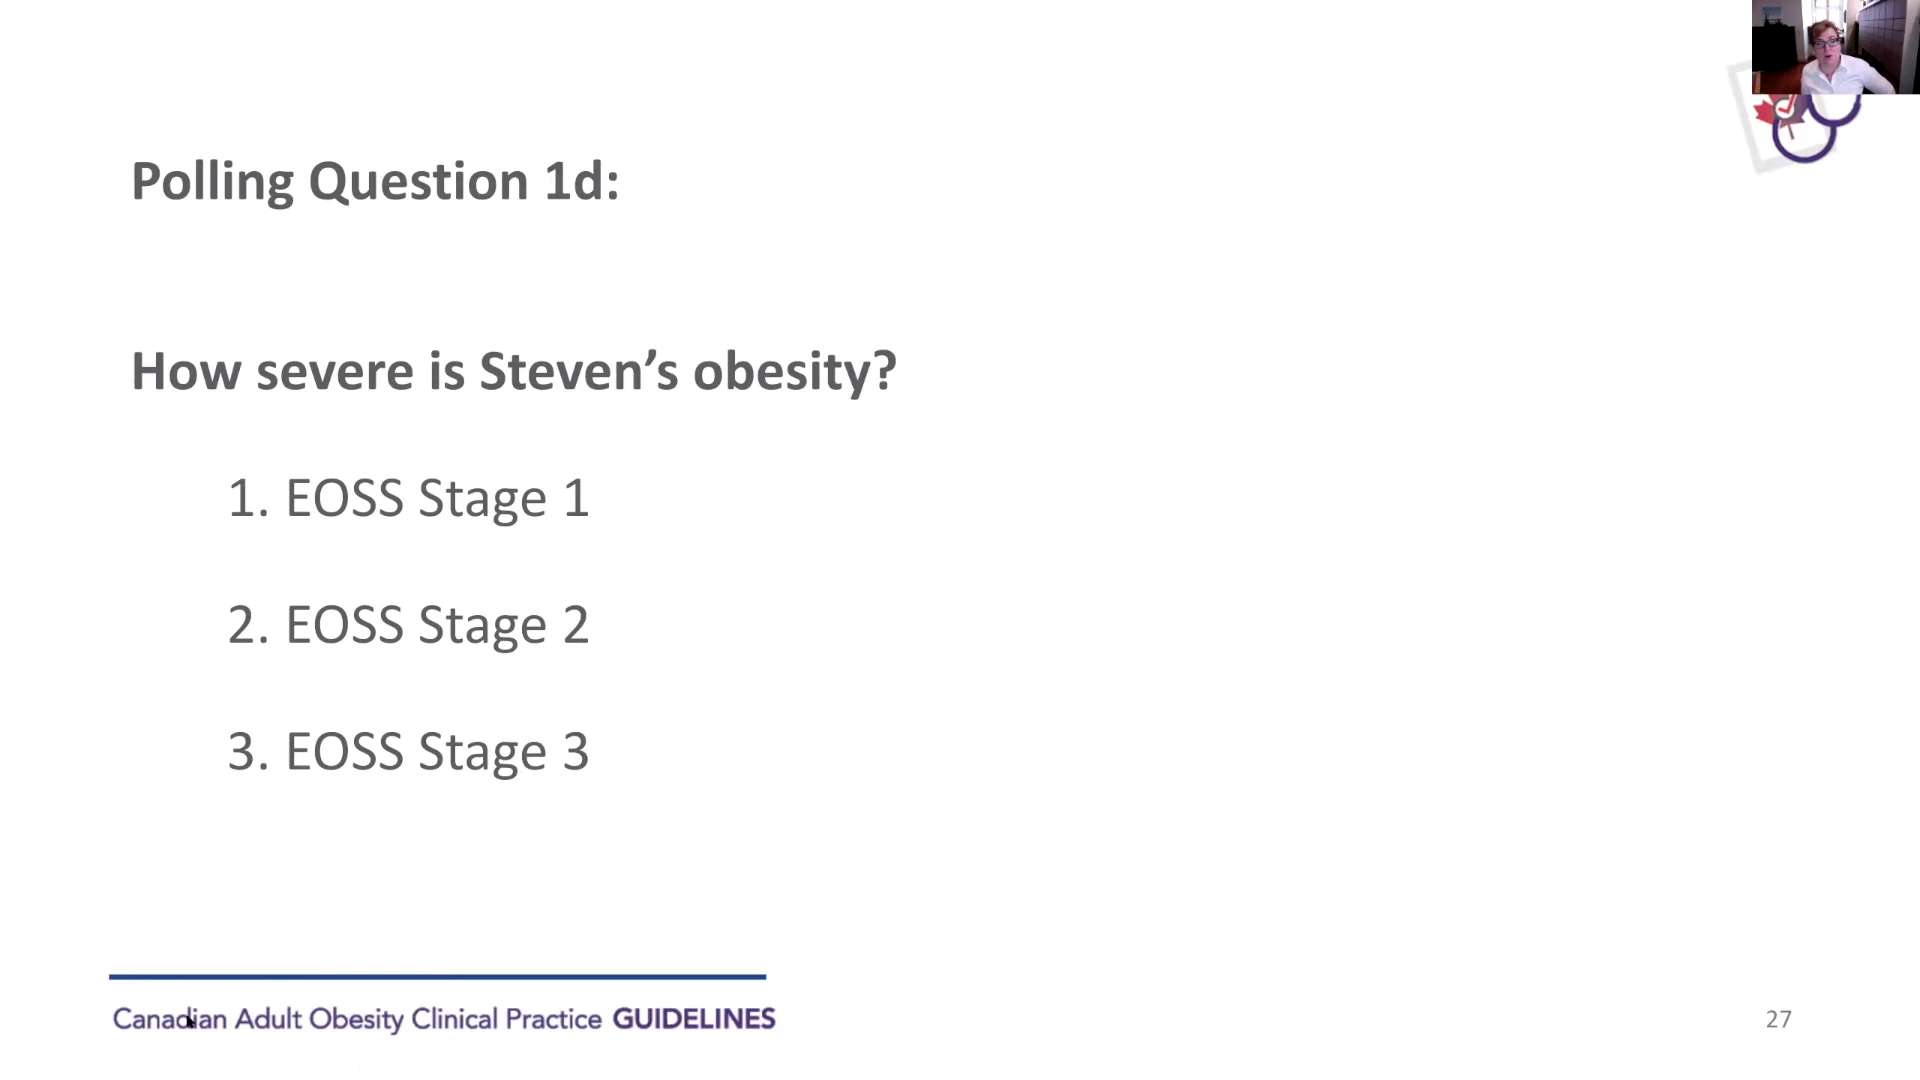 Polling Question 1d:
How severe is Steven’s obesity?
1. EOSS Stage 1
2. EOSS Stage 2
3. EOSS Stage 3
Canadian Adult Obesity Clinical Practice GUIDELINES
27